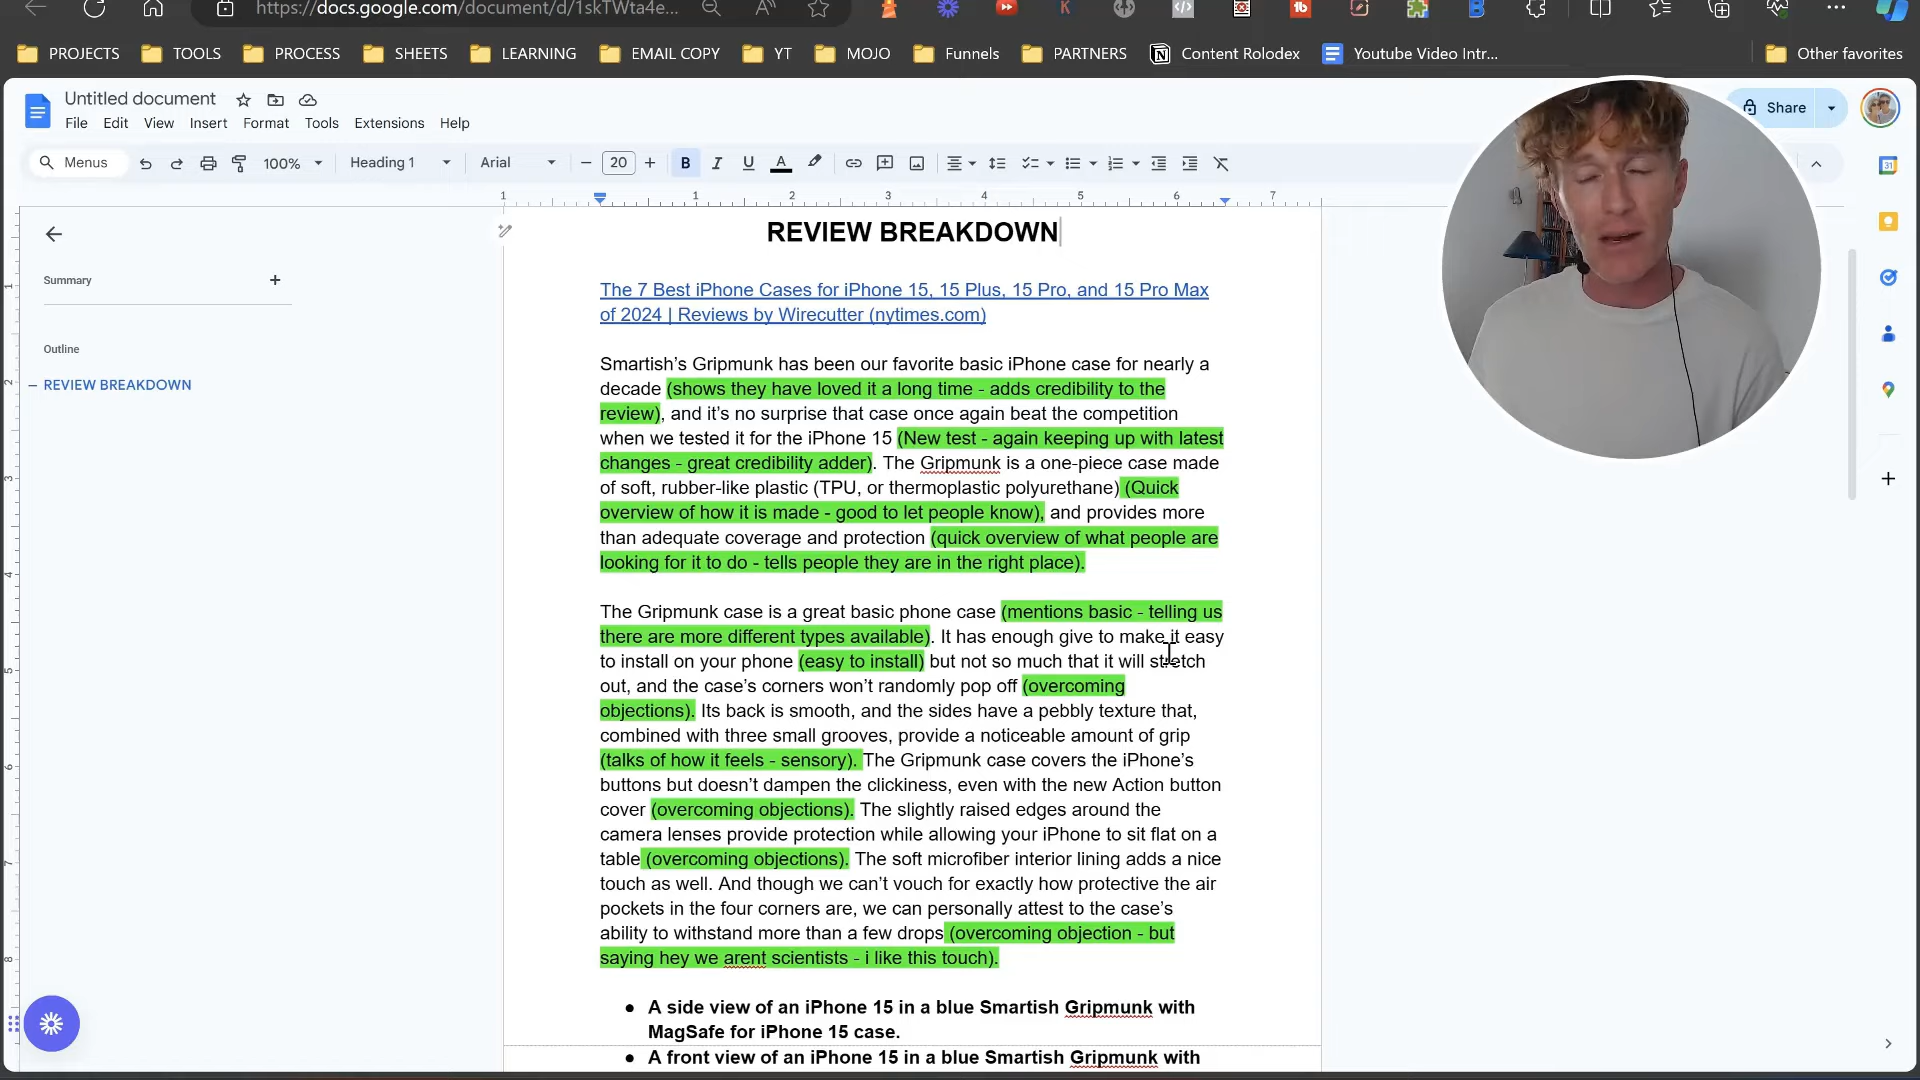 https://docs.google.com/document/d/1skTWta4e...
PROJECTS TOOLS PROCESS SHEETS LEARNING EMAIL COPY YT MOJO Funnels PARTNERS Content Rolodex Youtube Video Intr... Other favorites
Untitled document
File Edit View Insert Format Tools Extensions Help
Share
Menus 100% Heading 1 Arial 20 B I U A
1 1 2 3 4 5 6 7
Summary
Outline
REVIEW BREAKDOWN
REVIEW BREAKDOWN
The 7 Best iPhone Cases for iPhone 15, 15 Plus, 15 Pro, and 15 Pro Max
of 2024 | Reviews by Wirecutter (nytimes.com)
Smartish’s Gripmunk has been our favorite basic iPhone case for nearly a
decade (shows they have loved it a long time - adds credibility to the
review), and it’s no surprise that case once again beat the competition
when we tested it for the iPhone 15 (New test - again keeping up with latest
changes - great credibility adder). The Gripmunk is a one-piece case made
of soft, rubber-like plastic (TPU, or thermoplastic polyurethane) (Quick
overview of how it is made - good to let people know), and provides more
than adequate coverage and protection (quick overview of what people are
looking for it to do - tells people they are in the right place).
The Gripmunk case is a great basic phone case (mentions basic - telling us
there are more different types available). It has enough give to make it easy
to install on your phone (easy to install) but not so much that it will stretch
out, and the case’s corners won’t randomly pop off (overcoming
objections). Its back is smooth, and the sides have a pebbly texture that,
combined with three small grooves, provide a noticeable amount of grip
(talks of how it feels - sensory). The Gripmunk case covers the iPhone’s
buttons but doesn’t dampen the clickiness, even with the new Action button
cover (overcoming objections). The slightly raised edges around the
camera lenses provide protection while allowing your iPhone to sit flat on a
table (overcoming objections). The soft microfiber interior lining adds a nice
touch as well. And though we can’t vouch for exactly how protective the air
pockets in the four corners are, we can personally attest to the case’s
ability to withstand more than a few drops (overcoming objection - but
saying hey we arent scientists - i like this touch).
● A side view of an iPhone 15 in a blue Smartish Gripmunk with
MagSafe for iPhone 15 case.
● A front view of an iPhone 15 in a blue Smartish Gripmunk with